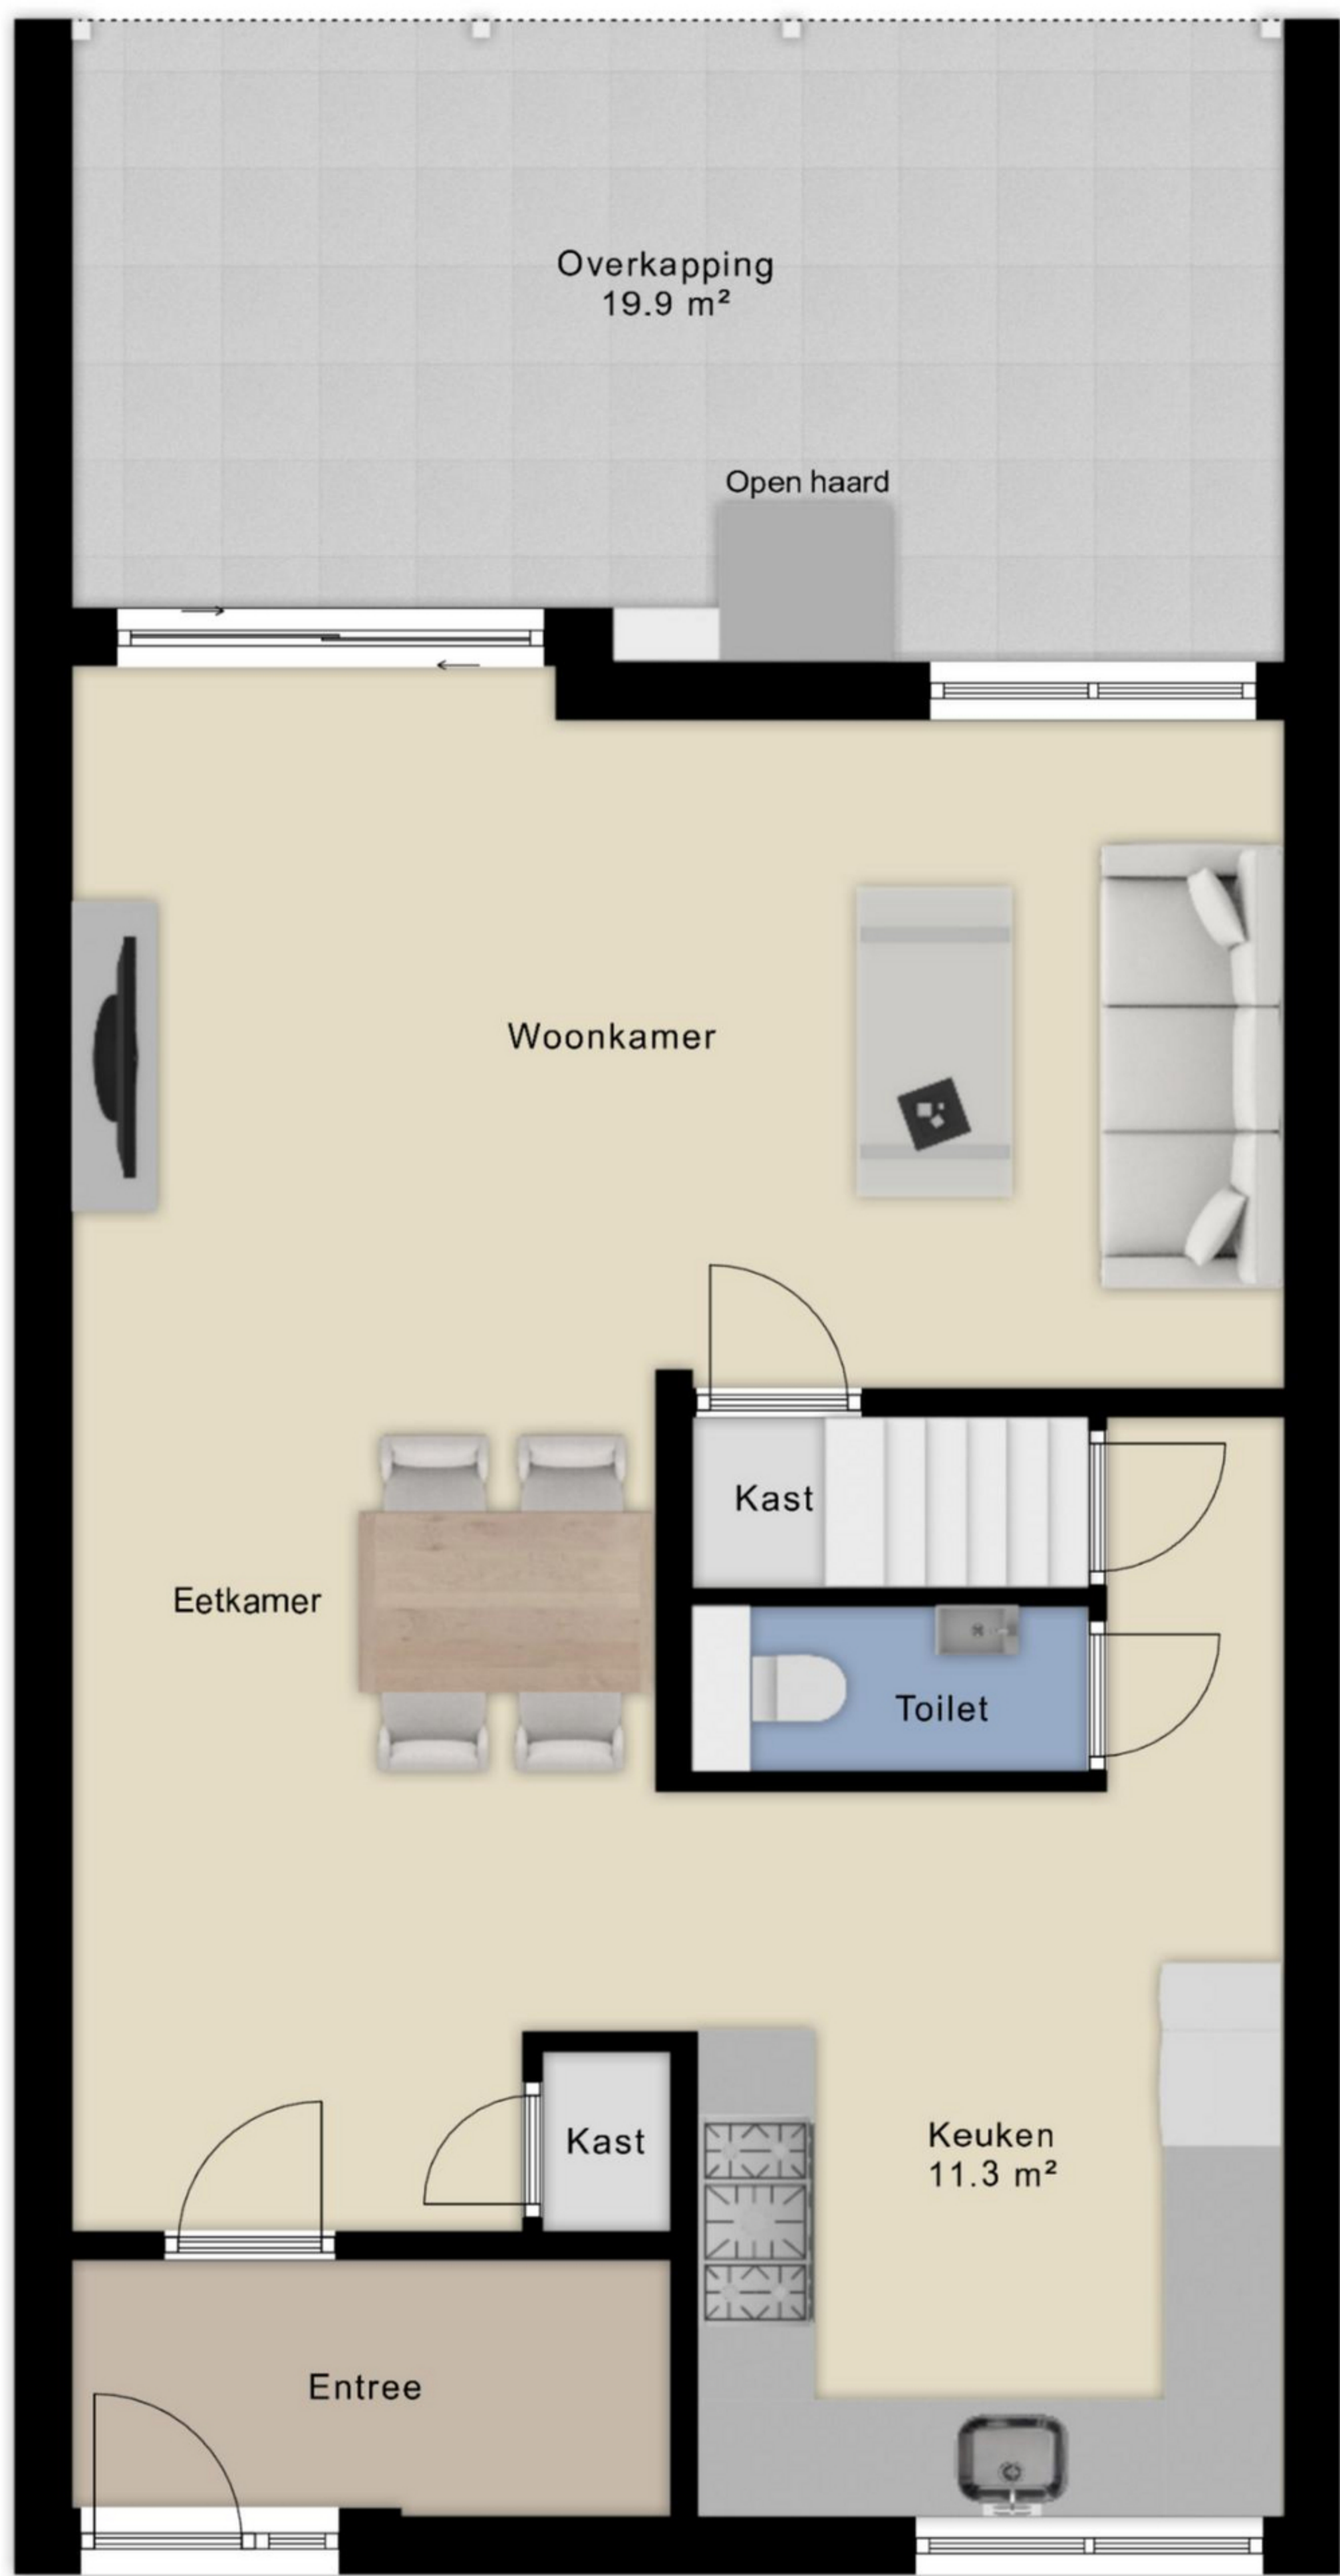 Overkapping
19.9 m²
Open haard
Woonkamer
Kast
Eetkamer
Toilet
Keuken
11.3 m²
Kast
Entree